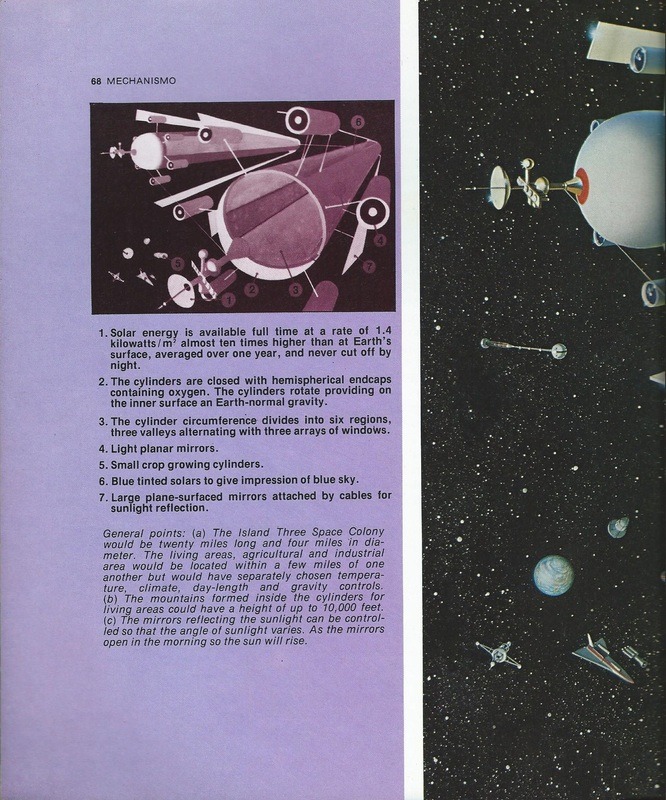 68 MECHANISMO
6
4
7
5
1
2
3
1. Solar energy is available full time at a rate of 1.4
kilowatts/m² almost ten times higher than at Earth's
surface, averaged over one year, and never cut off by
night.
2. The cylinders are closed with hemispherical endcaps
containing oxygen. The cylinders rotate providing on
the inner surface an Earth-normal gravity.
3. The cylinder circumference divides into six regions,
three valleys alternating with three arrays of windows.
4. Light planar mirrors.
5. Small crop growing cylinders.
6. Blue tinted solars to give impression of blue sky.
7. Large plane-surfaced mirrors attached by cables for
sunlight reflection.
General points: (a) The Island Three Space Colony
would be twenty miles long and four miles in dia-
meter. The living areas, agricultural and industrial
area would be located within a few miles of one
another but would have separately chosen tempera-
ture, climate, day-length and gravity controls.
(b) The mountains formed inside the cylinders for
living areas could have a height of up to 10,000 feet.
(c) The mirrors reflecting the sunlight can be control-
led so that the angle of sunlight varies. As the mirrors
open in the morning so the sun will rise.